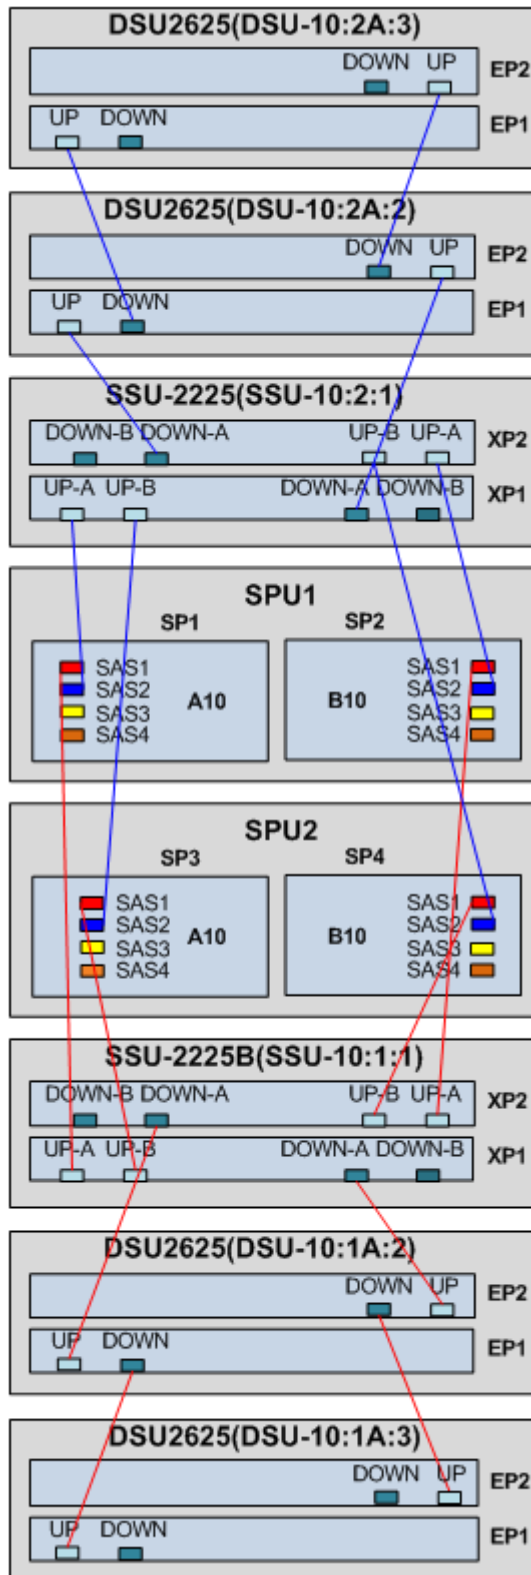 DSU2625(DSU-10:2A:3)
DOWN UP EP2
UP DOWN EP1
DSU2625(DSU-10:2A:2)
DOWN UP EP2
UP DOWN EP1
SSU-2225(SSU-10:2:1)
DOWN-B DOWN-A UP-B UP-A XP2
UP-A UP-B DOWN-A DOWN-B XP1
SPU1
SP1 SP2
SAS1 SAS1
SAS2 SAS2
A10 B10
SAS3 SAS3
SAS4 SAS4
SPU2
SP3 SP4
SAS1 SAS1
SAS2 SAS2
A10 B10
SAS3 SAS3
SAS4 SAS4
SSU-2225B(SSU-10:1:1)
DOWN-B DOWN-A UP-B UP-A XP2
UP-A UP-B DOWN-A DOWN-B XP1
DSU2625(DSU-10:1A:2)
DOWN UP EP2
UP DOWN EP1
DSU2625(DSU-10:1A:3)
DOWN UP EP2
UP DOWN EP1